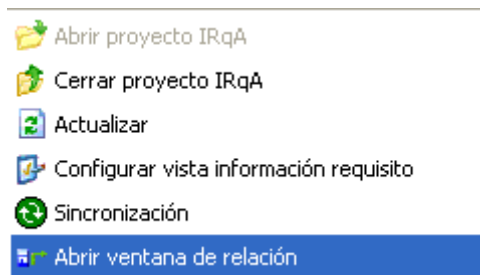 Abrir proyecto IRqA
Cerrar proyecto IRqA
Actualizar
Configurar vista información requisito
Sincronización
Abrir ventana de relación